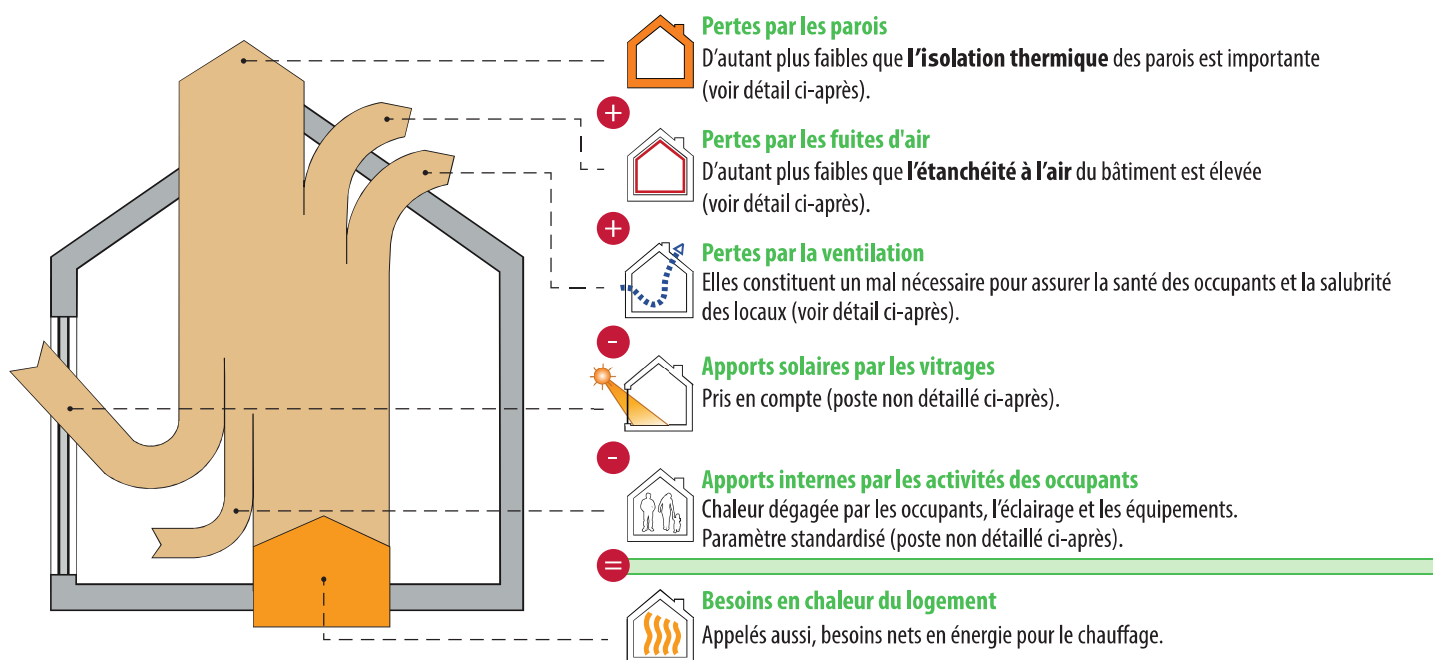 Pertes par les parois
D'autant plus faibles que l'isolation thermique des parois est importante
(voir détail ci-après).
+
Pertes par les fuites d'air
D'autant plus faibles que l'étanchéité à l'air du bâtiment est élevée
(voir détail ci-après).
+
Pertes par la ventilation
Elles constituent un mal nécessaire pour assurer la santé des occupants et la salubrité
des locaux (voir détail ci-après).
-
Apports solaires par les vitrages
Pris en compte (poste non détaillé ci-après).
-
Apports internes par les activités des occupants
Chaleur dégagée par les occupants, l'éclairage et les équipements.
Paramètre standardisé (poste non détaillé ci-après).
=
Besoins en chaleur du logement
Appelés aussi, besoins nets en énergie pour le chauffage.